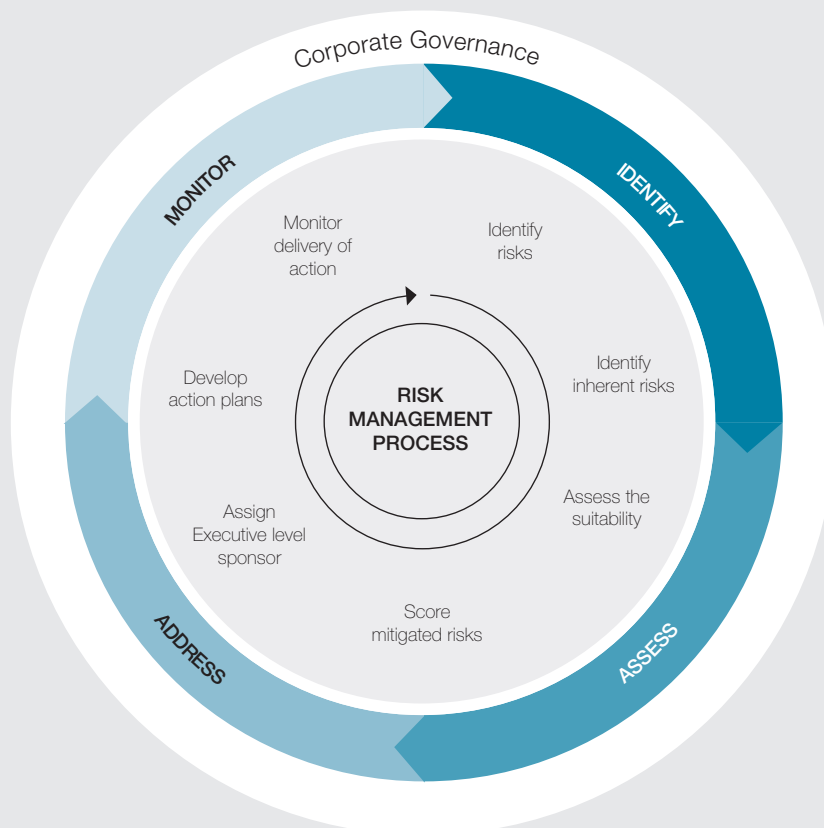 Corporate Governance
IDENTIFY
ASSESS
ADDRESS
MONITOR
Identify
risks
Identify
inherent risks
Assess the
suitability
Score
mitigated risks
Assign
Executive level
sponsor
Develop
action plans
Monitor
delivery of
action
RISK
MANAGEMENT
PROCESS